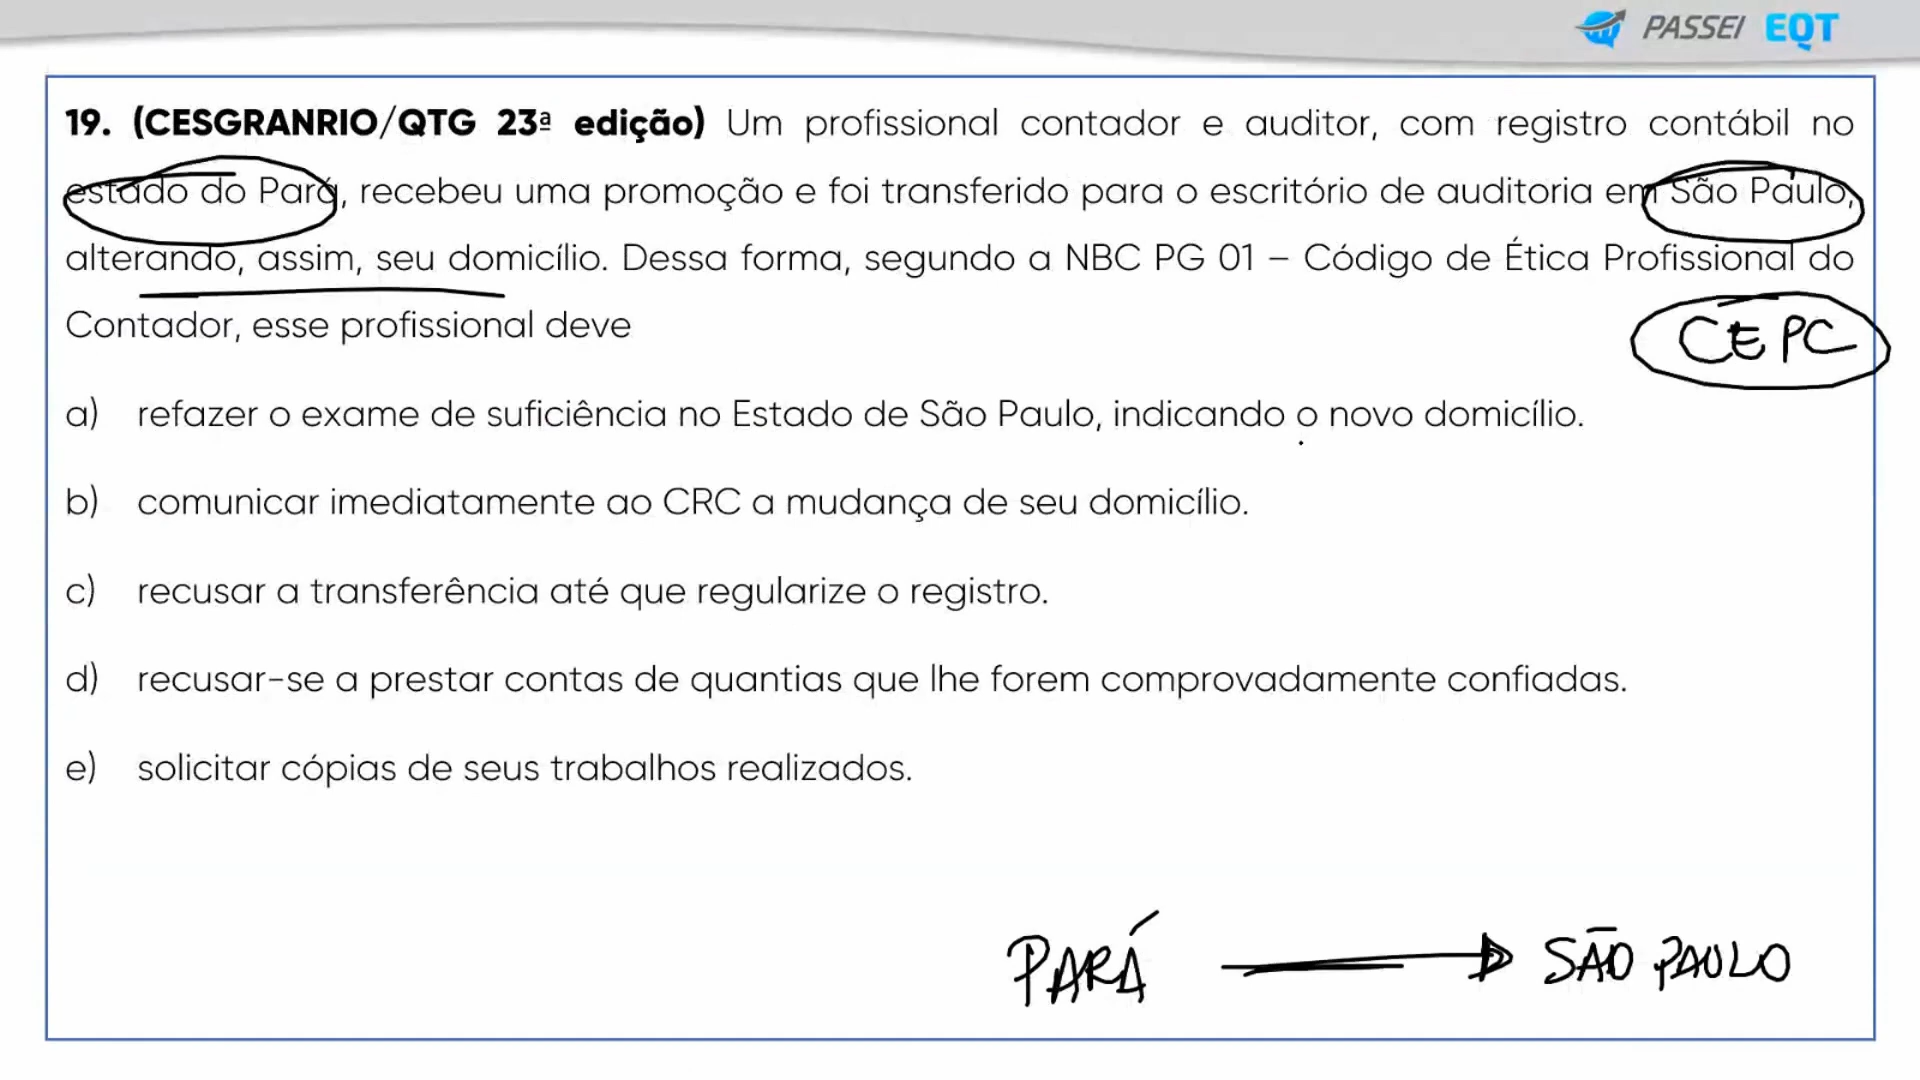 PASSEI EQT
19. (CESGRANRIO/QTG 23ª edição) Um profissional contador e auditor, com registro contábil no
estado do Pará, recebeu uma promoção e foi transferido para o escritório de auditoria em São Paulo,
alterando, assim, seu domicílio. Dessa forma, segundo a NBC PG 01 – Código de Ética Profissional do
Contador, esse profissional deve
CEPC
a) refazer o exame de suficiência no Estado de São Paulo, indicando o novo domicílio.
b) comunicar imediatamente ao CRC a mudança de seu domicílio.
c) recusar a transferência até que regularize o registro.
d) recusar-se a prestar contas de quantias que lhe forem comprovadamente confiadas.
e) solicitar cópias de seus trabalhos realizados.
PARÁ SÃO PAULO